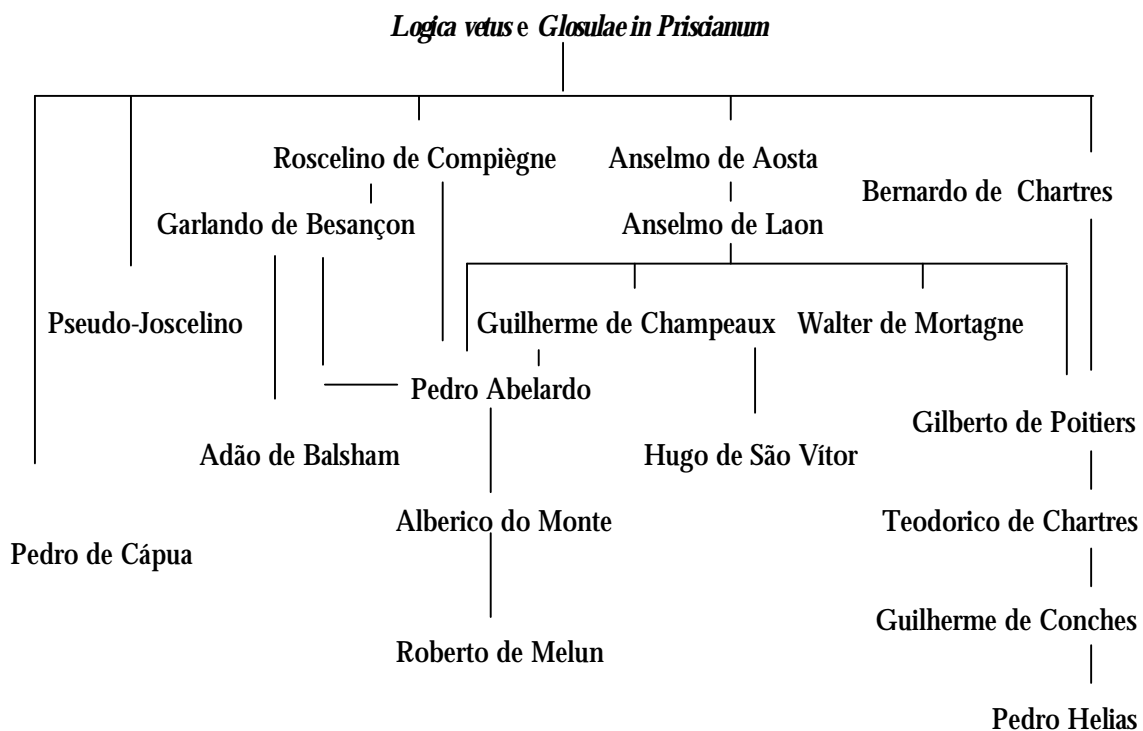 Logica vetus e Glosulae in Priscianum
Roscelino de Compiègne
Anselmo de Aosta
Bernardo de Chartres
Garlando de Besançon
Anselmo de Laon
Pseudo-Joscelino
Guilherme de Champeaux
Walter de Mortagne
Pedro Abelardo
Gilberto de Poitiers
Adão de Balsham
Hugo de São Vítor
Alberico do Monte
Teodorico de Chartres
Pedro de Cápua
Guilherme de Conches
Roberto de Melun
Pedro Helias